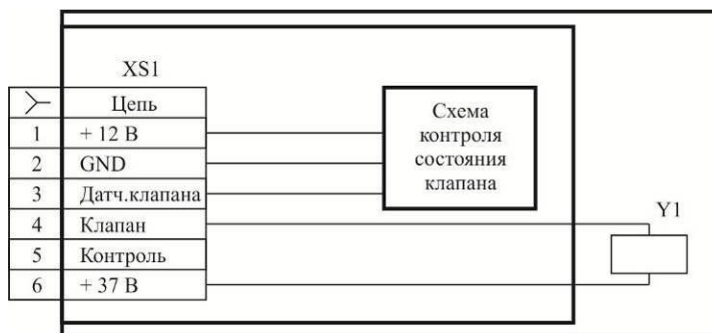 XS1
Цепь
1 + 12 В
2 GND
3 Датч.клапана
4 Клапан
5 Контроль
6 + 37 В
Схема
контроля
состояния
клапана
Y1